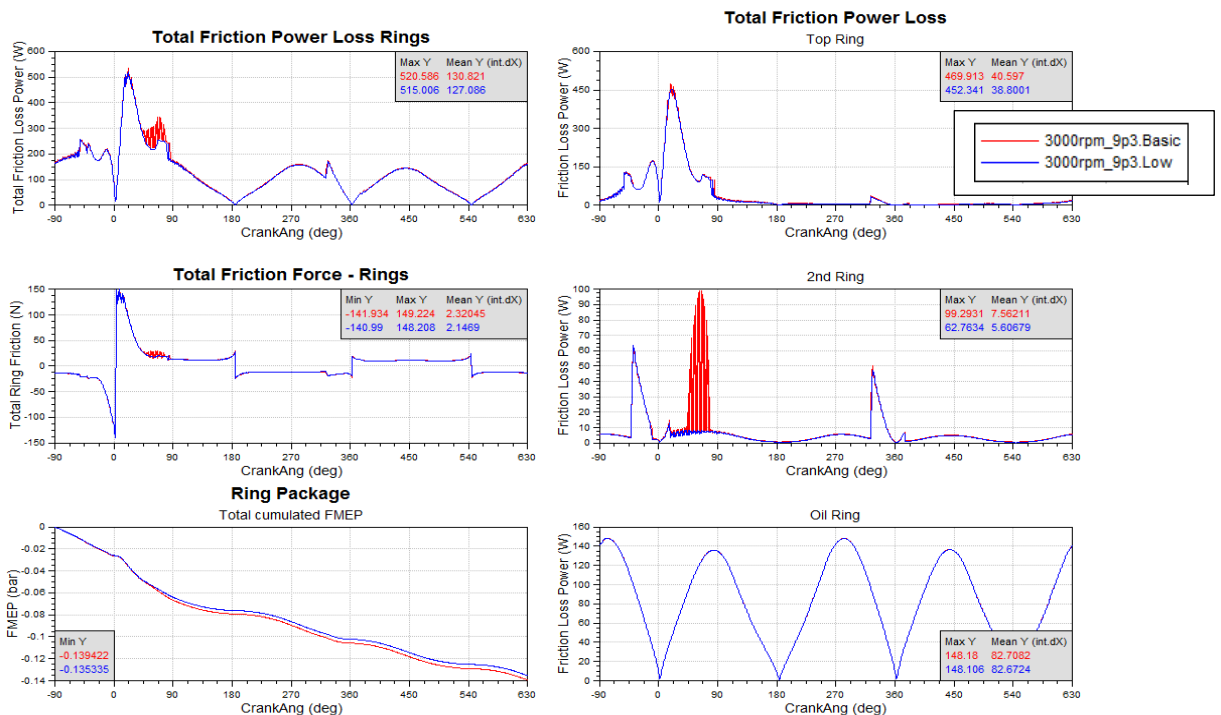 Total Friction Power Loss Rings
Total Friction Loss Power (W)
600
500
400
300
200
100
0
Max Y Mean Y (int.dX)
520.586 130.821
515.006 127.086
-90 0 90 180 270 360 450 540 630
CrankAng (deg)
Total Friction Power Loss
Top Ring
Friction Loss Power (W)
600
450
300
150
0
Max Y Mean Y (int.dX)
469.913 40.597
452.341 38.8001
3000rpm_9p3.Basic
3000rpm_9p3.Low
-90 0 90 180 270 360 450 540 630
CrankAng (deg)
Total Friction Force - Rings
Total Ring Friction (N)
150
100
50
0
-50
-100
-150
Min Y Max Y Mean Y (int.dX)
-141.934 149.224 2.32045
-140.99 148.208 2.1469
-90 0 90 180 270 360 450 540 630
CrankAng (deg)
2nd Ring
Friction Loss Power (W)
100
90
80
70
60
50
40
30
20
10
0
Max Y Mean Y (int.dX)
99.2931 7.56211
62.7634 5.60679
-90 0 90 180 270 360 450 540 630
CrankAng (deg)
Ring Package
Total cumulated FMEP
FMEP (bar)
0
-0.02
-0.04
-0.06
-0.08
-0.1
-0.12
-0.14
Min Y
-0.139422
-0.135335
-90 0 90 180 270 360 450 540 630
CrankAng (deg)
Oil Ring
Friction Loss Power (W)
160
140
120
100
80
60
40
20
0
Max Y Mean Y (int.dX)
148.18 82.7082
148.106 82.6724
-90 0 90 180 270 360 450 540 630
CrankAng (deg)